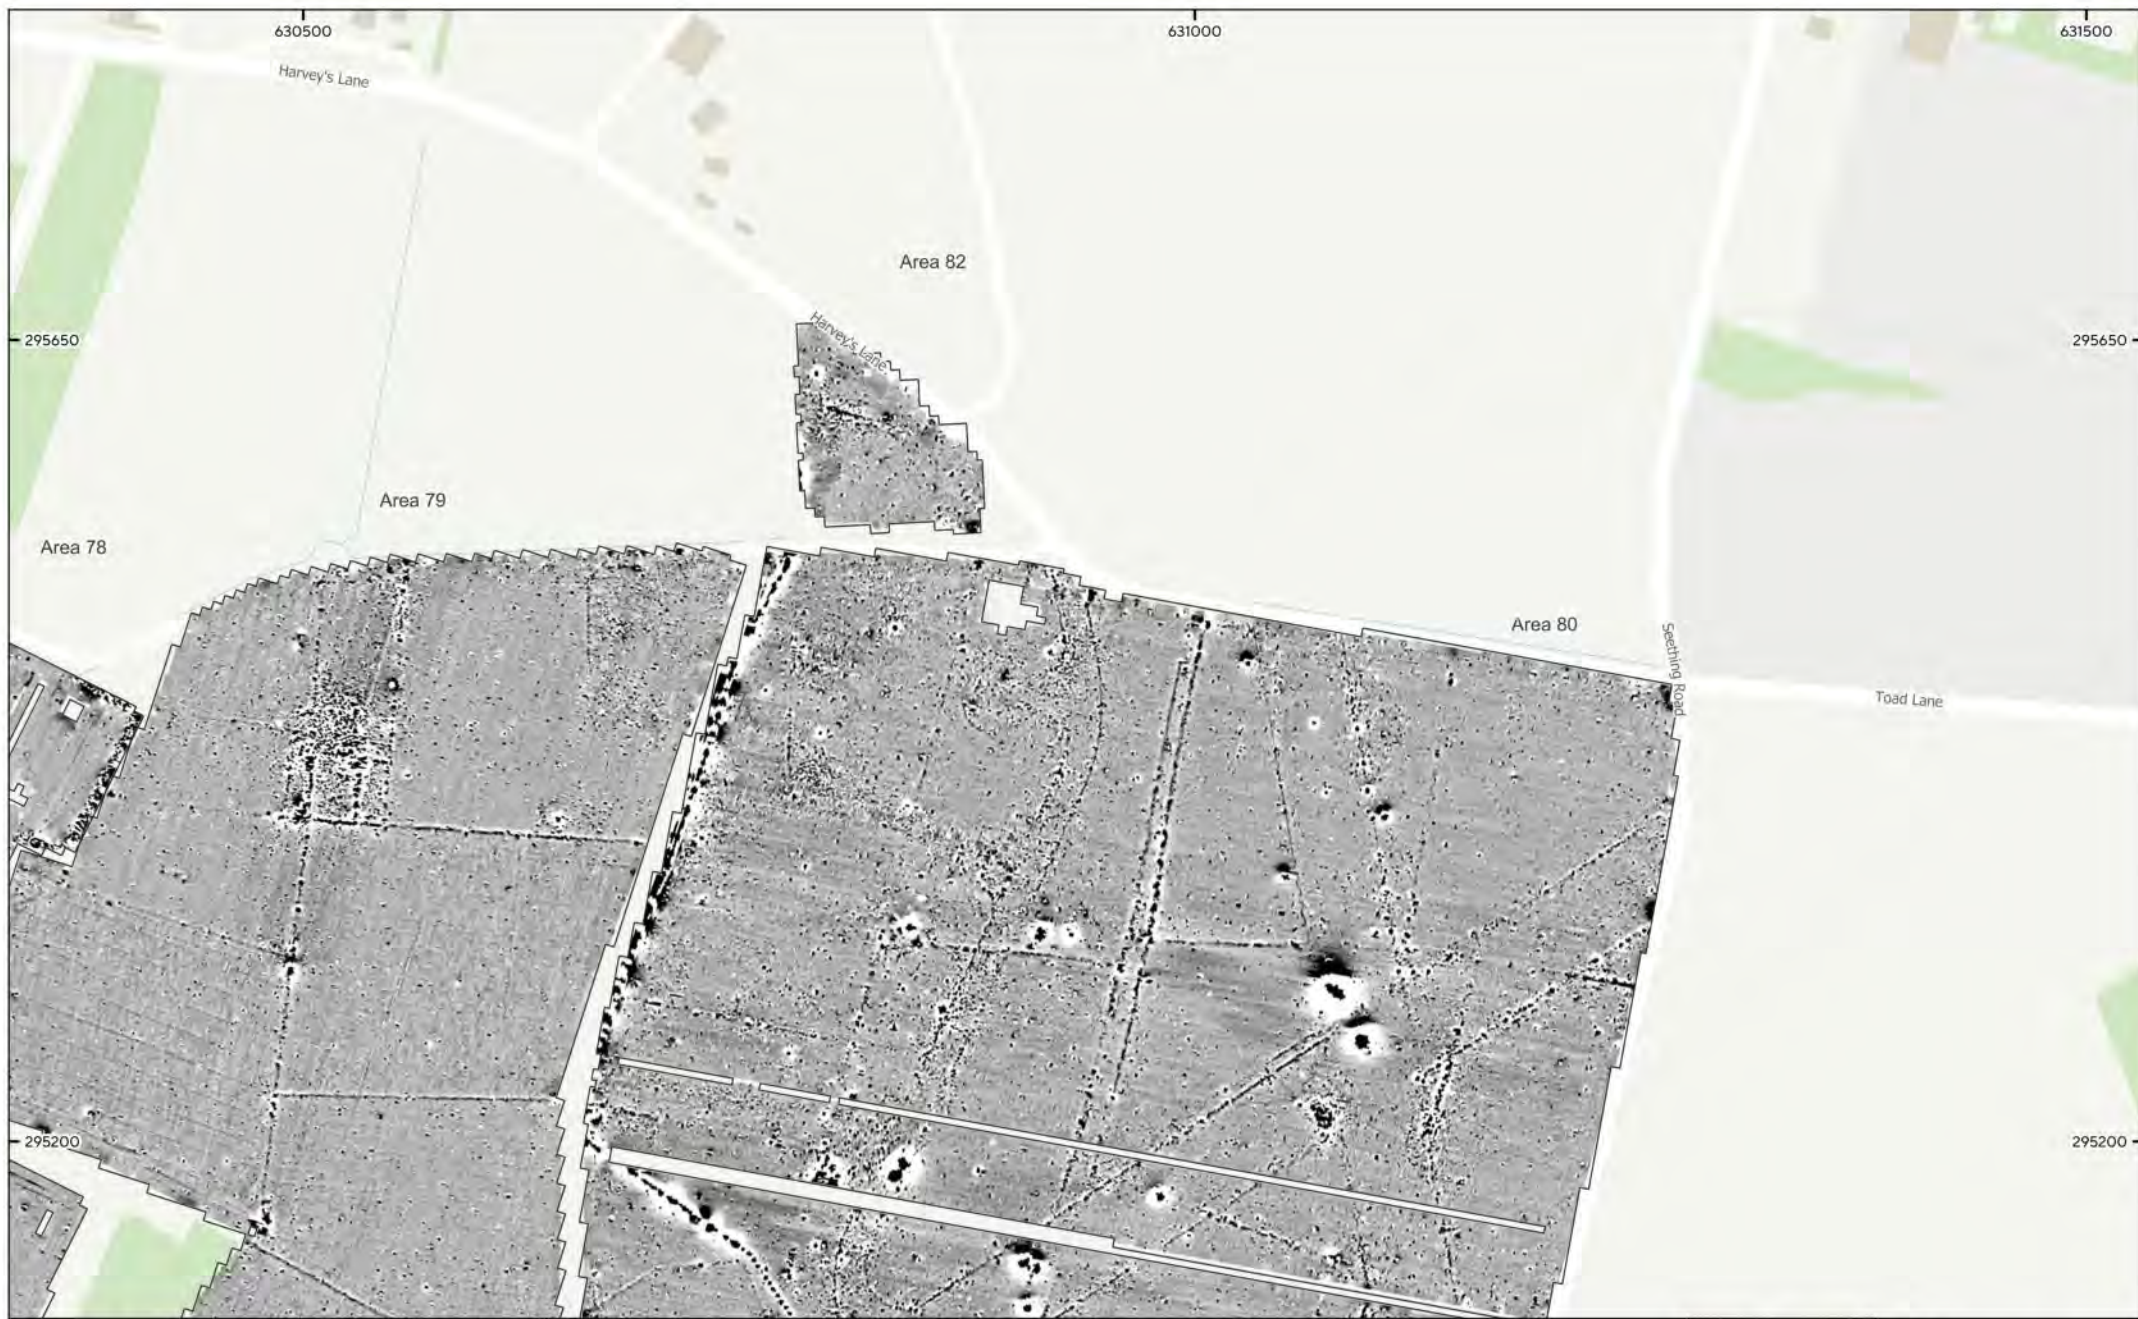 630500
631000
631500
Harvey's Lane
Area 82
Harvey's Lane
295650
295650
Area 79
Area 78
Area 80
Seething Road
Toad Lane
295200
295200